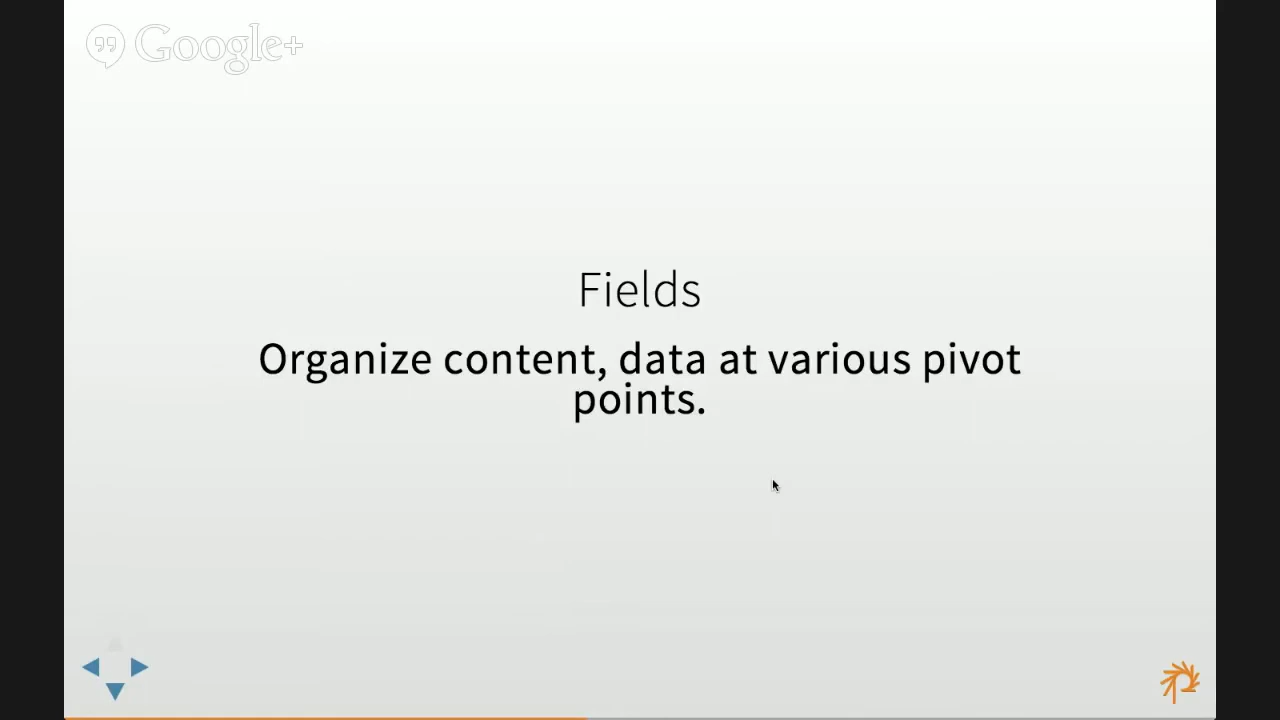 Google+
Fields
Organize content, data at various pivot
points.